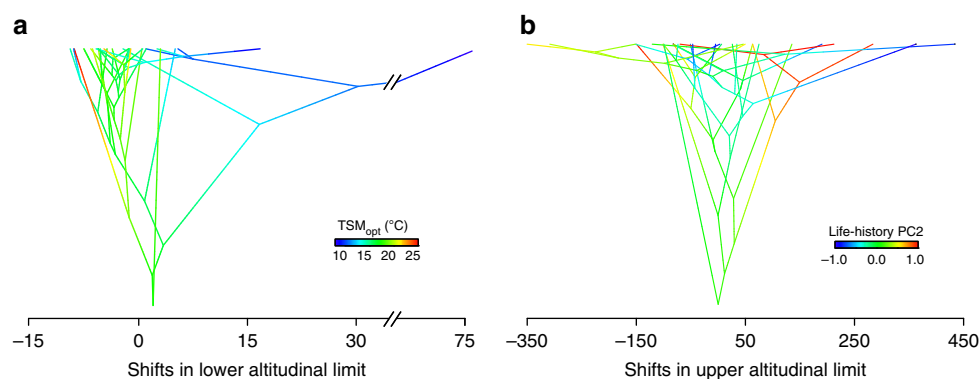 a
b
TSMopt (°C)
10 15 20 25
Life-history PC2
−1.0 0.0 1.0
−15 0 15 30 75
Shifts in lower altitudinal limit
−350 −150 50 250 450
Shifts in upper altitudinal limit